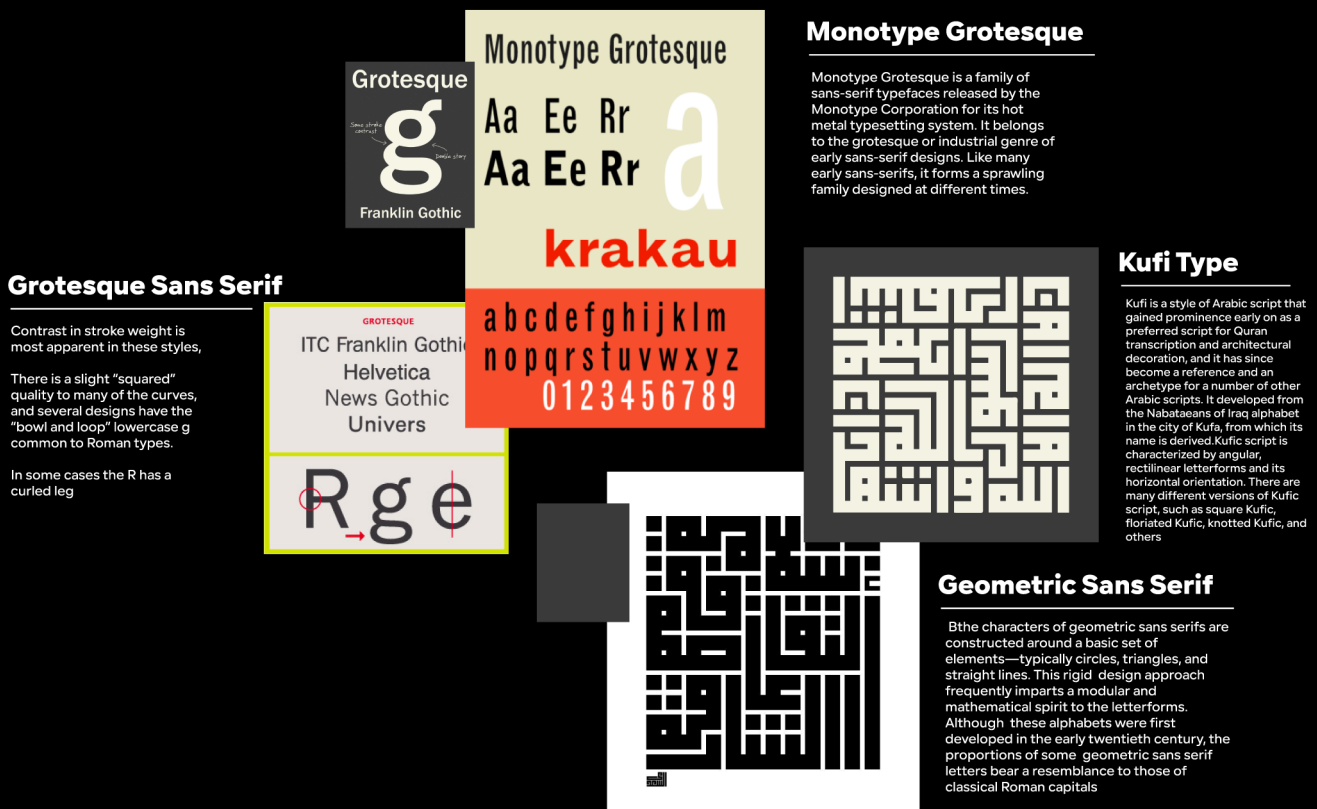 Grotesque
Some stroke
contrast
g
Double story
Franklin Gothic
Monotype Grotesque
Aa Ee Rr
Aa Ee Rr
a
krakau
abcdefghijklm
nopqrstuvwxyz
0123456789
Monotype Grotesque
Monotype Grotesque is a family of
sans-serif typefaces released by the
Monotype Corporation for its hot
metal typesetting system. It belongs
to the grotesque or industrial genre of
early sans-serif designs. Like many
early sans-serifs, it forms a sprawling
family designed at different times.
Grotesque Sans Serif
Contrast in stroke weight is
most apparent in these styles,
There is a slight “squared”
quality to many of the curves,
and several designs have the
“bowl and loop” lowercase g
common to Roman types.
In some cases the R has a
curled leg
GROTESQUE
ITC Franklin Gothic
Helvetica
News Gothic
Univers
R g e
Kufi Type
Kufi is a style of Arabic script that
gained prominence early on as a
preferred script for Quran
transcription and architectural
decoration, and it has since
become a reference and an
archetype for a number of other
Arabic scripts. It developed from
the Nabataeans of Iraq alphabet
in the city of Kufa, from which its
name is derived.Kufic script is
characterized by angular,
rectilinear letterforms and its
horizontal orientation. There are
many different versions of Kufic
script, such as square Kufic,
floriated Kufic, knotted Kufic, and
others
Geometric Sans Serif
Bthe characters of geometric sans serifs are
constructed around a basic set of
elements—typically circles, triangles, and
straight lines. This rigid design approach
frequently imparts a modular and
mathematical spirit to the letterforms.
Although these alphabets were first
developed in the early twentieth century, the
proportions of some geometric sans serif
letters bear a resemblance to those of
classical Roman capitals